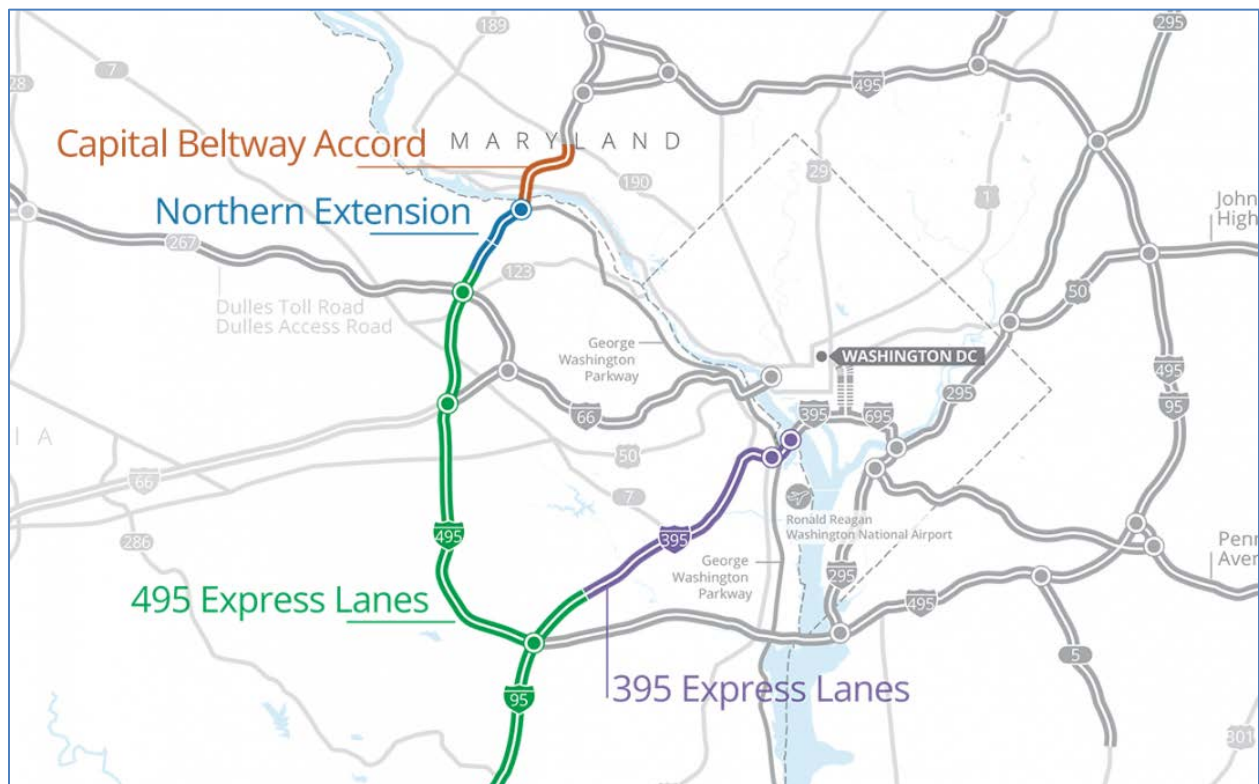 189
295
7
28
495
Capital Beltway Accord
MARYLAND
29
190
1
Northern Extension
John
High
267
123
50
Dulles Toll Road
Dulles Access Road
George
Washington
Parkway
WASHINGTON DC
495
295
95
395
695
66
I A
50
66
7
Ronald Reagan
Washington National Airport
495
395
286
George
Washington
Parkway
Penn
Aven
295
495
495 Express Lanes
5
395 Express Lanes
95
301